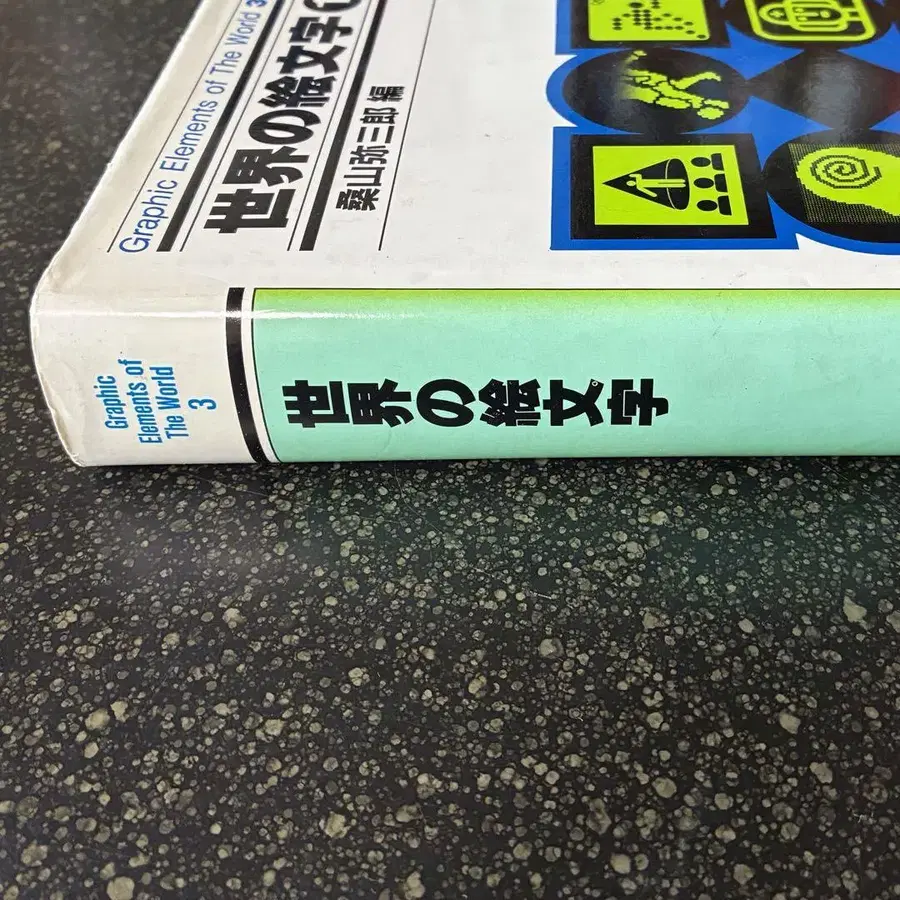 Graphic Elements of The World 3
世界の絵文字
桑山弥三郎 編
Graphic
Elements of
The World
3
世界の絵文字